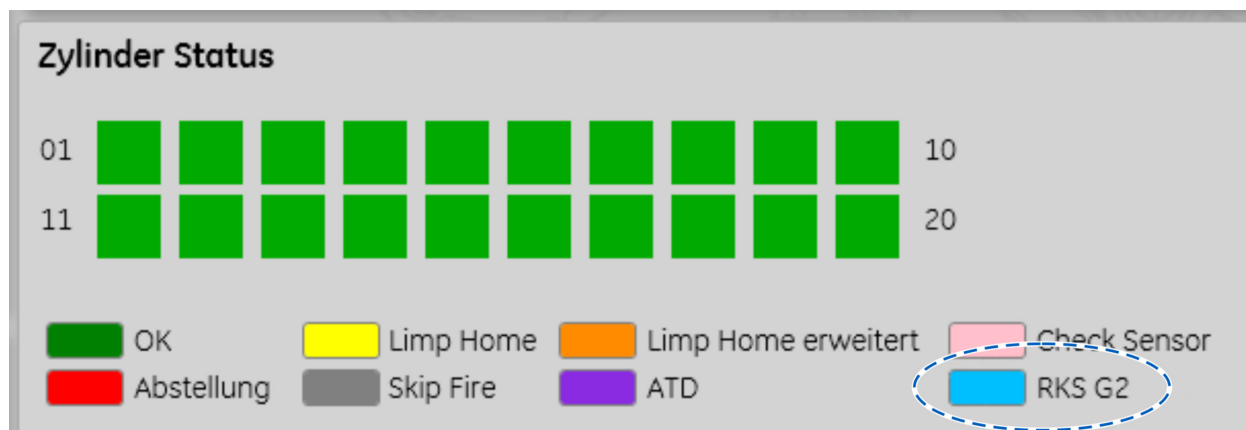 Zylinder Status
01 10
11 20
OK Limp Home Limp Home erweitert Check Sensor
Abstellung Skip Fire ATD RKS G2